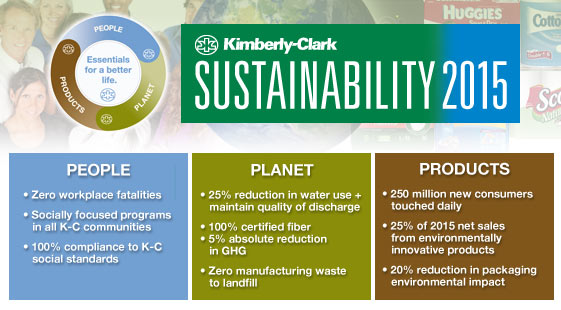 PEOPLE
Essentials
for a better
life.
PRODUCTS
PLANET
HUGGIES
Kimberly-Clark
SUSTAINABILITY 2015
PEOPLE
• Zero workplace fatalities
• Socially focused programs
in all K-C communities
• 100% compliance to K-C
social standards
PLANET
• 25% reduction in water use +
maintain quality of discharge
• 100% certified fiber
• 5% absolute reduction
in GHG
• Zero manufacturing waste
to landfill
PRODUCTS
• 250 million new consumers
touched daily
• 25% of 2015 net sales
from environmentally
innovative products
• 20% reduction in packaging
environmental impact